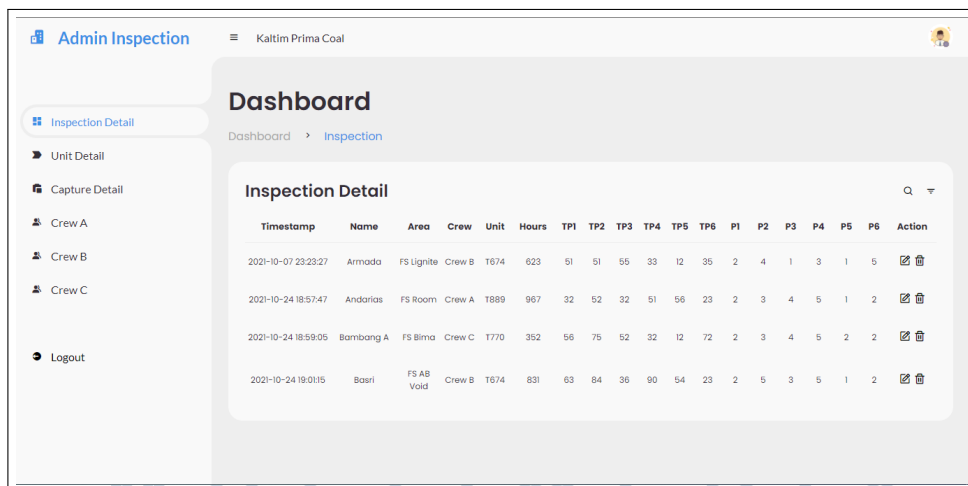 Admin Inspection
Kaltim Prima Coal
Inspection Detail
Unit Detail
Capture Detail
Crew A
Crew B
Crew C
Logout
Dashboard
Dashboard > Inspection
Inspection Detail
Timestamp Name Area Crew Unit Hours TP1 TP2 TP3 TP4 TP5 TP6 P1 P2 P3 P4 P5 P6 Action
2021-10-07 23:23:27 Armada FS Lignite Crew B T674 623 51 51 55 33 12 35 2 4 1 3 1 5
2021-10-24 18:57:47 Andarias FS Room Crew A T889 967 32 52 32 51 56 23 2 3 4 5 1 2
2021-10-24 18:59:05 Bambang A FS Bima Crew C T770 352 56 75 52 32 12 72 2 3 4 5 2 2
2021-10-24 19:01:15 Basri FS AB Void Crew B T674 831 63 84 36 90 54 23 2 5 3 5 1 2